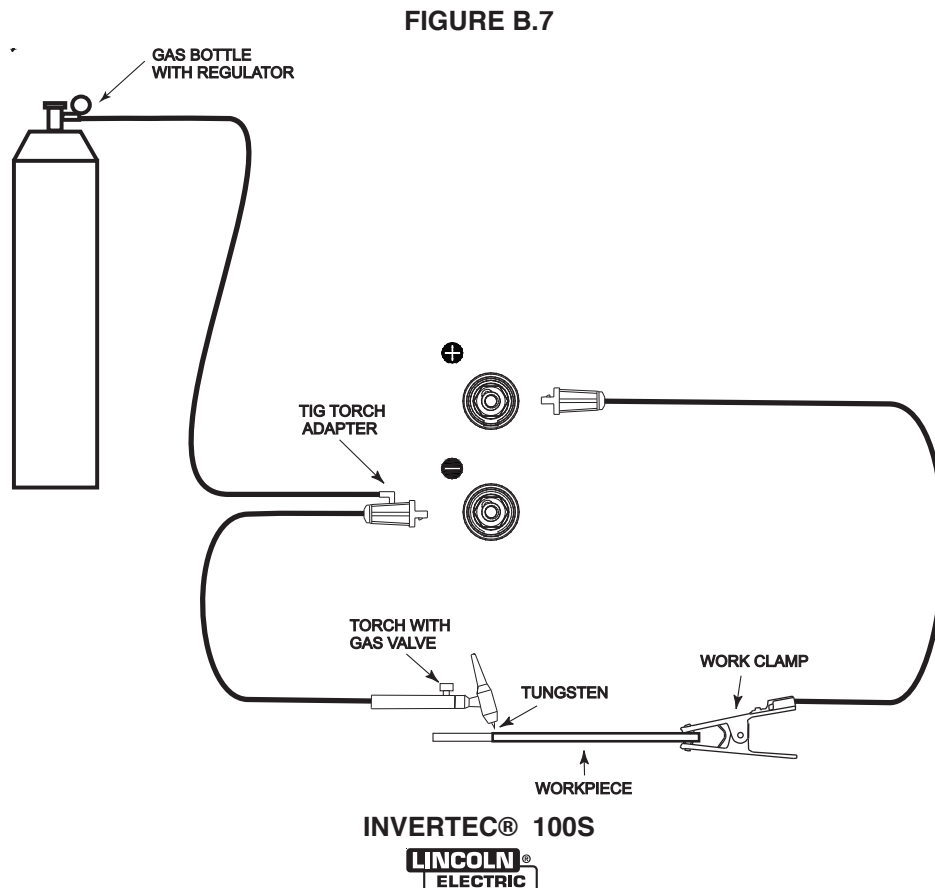 FIGURE B.7
GAS BOTTLE
WITH REGULATOR
+
TIG TORCH
ADAPTER
−
TORCH WITH
GAS VALVE
TUNGSTEN
WORK CLAMP
WORKPIECE
INVERTEC® 100S
LINCOLN ®
ELECTRIC